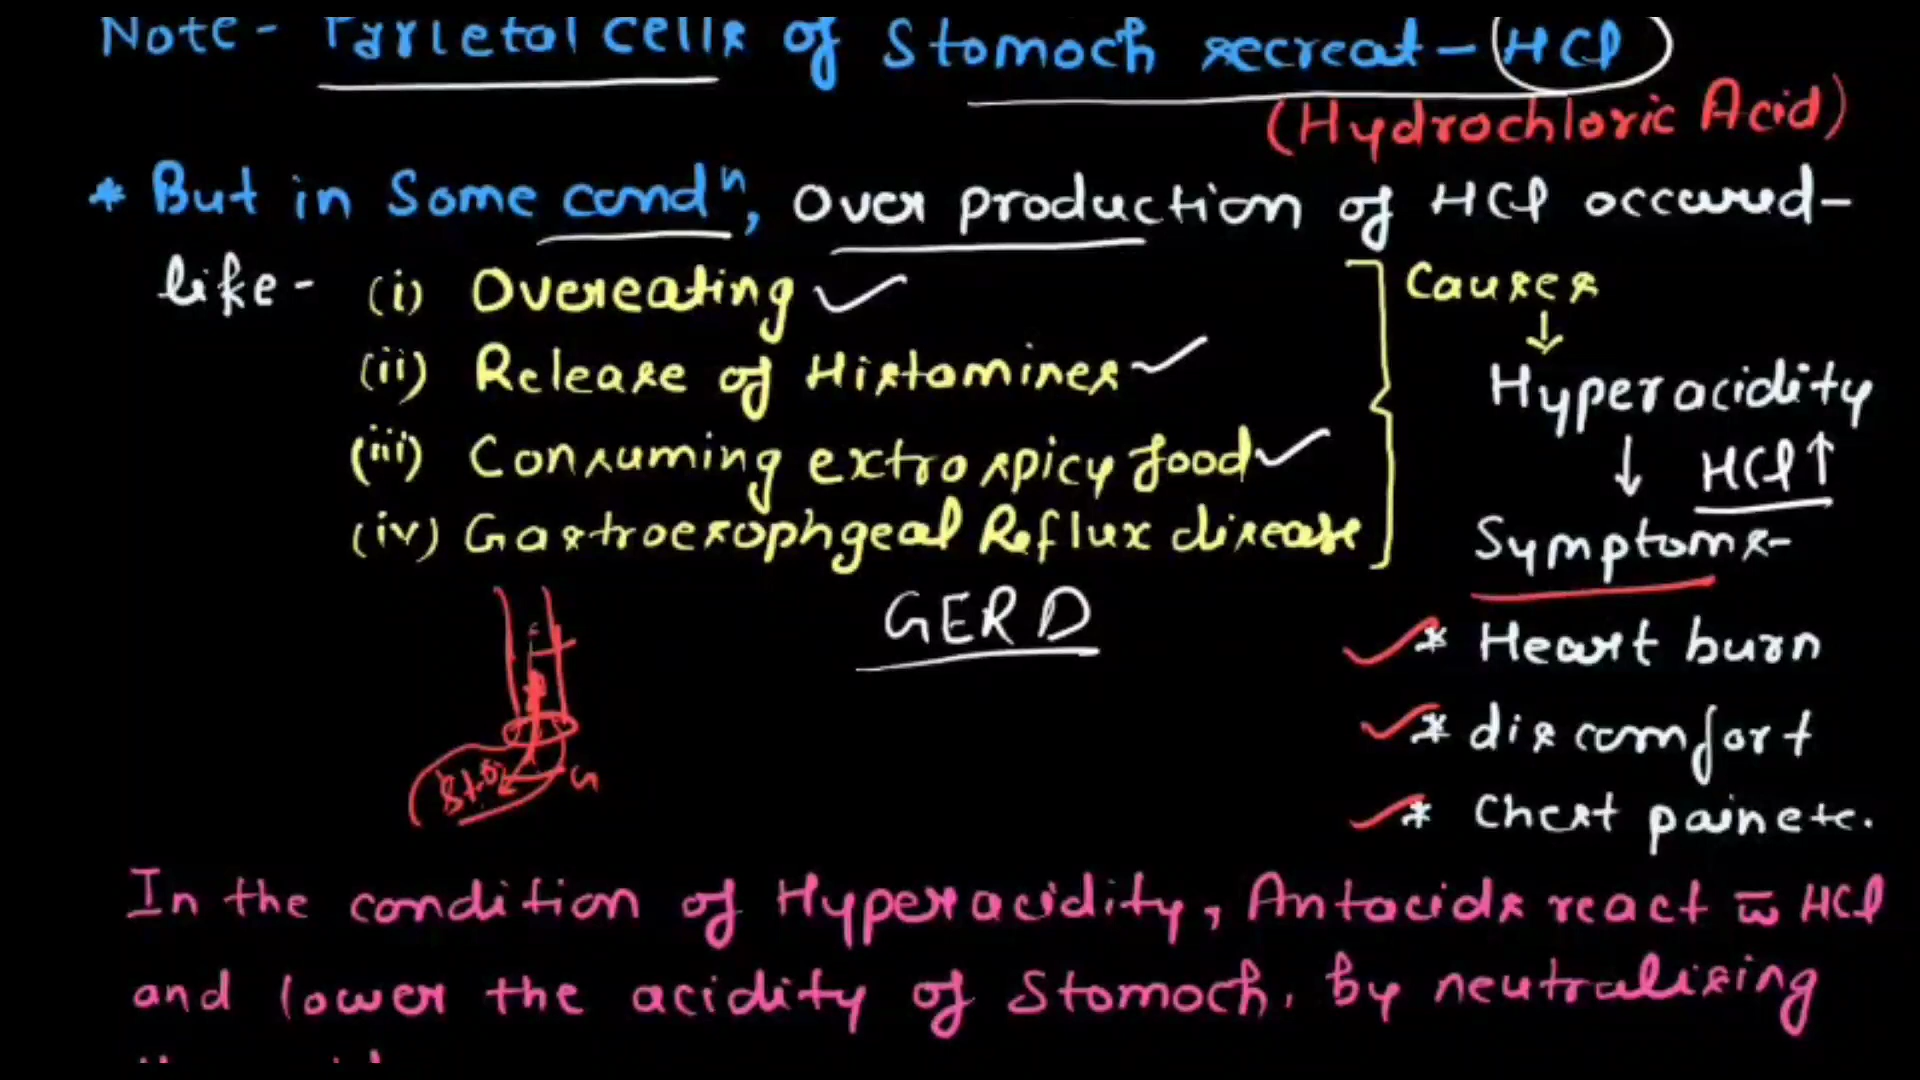 Note - Parietal cells of Stomach secreat - HCl
(Hydrochloric Acid)
* But in Some condⁿ, Over production of HCl occured -
like - (i) Overeating ✓
(ii) Release of Histamines ✓
(iii) Consuming extra spicy food ✓
(iv) Gastroesophgeal Reflux disease
GERD
Sto
Causes
↓
Hyperacidity
↓ HCl↑
Symptoms -
✓* Heart burn
✓* discomfort
✓* Chest pain etc.
In the condition of Hyperacidity, Antacids react w̅ HCl
and lower the acidity of Stomach, by neutralising